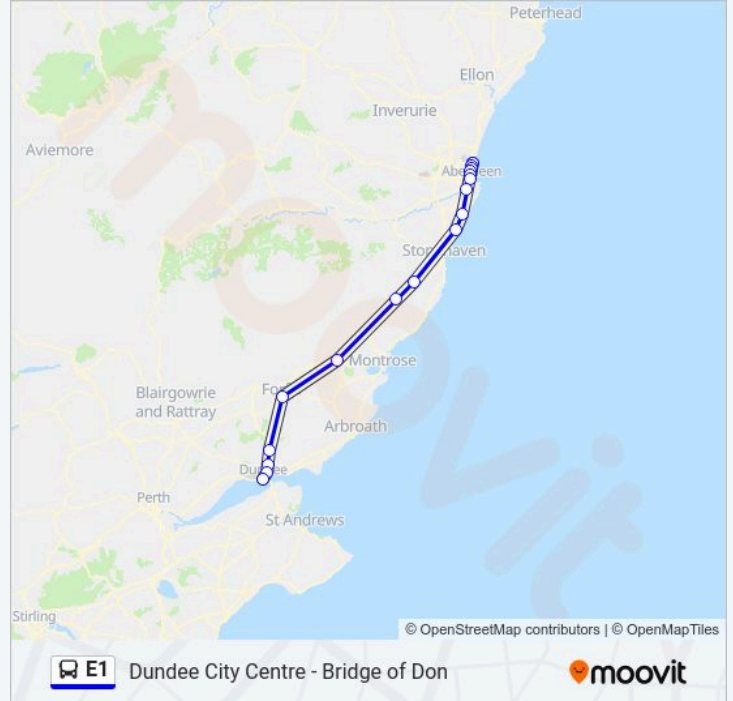 Peterhead
Ellon
Inverurie
Aviemore
Aberdeen
Stonehaven
Montrose
Blairgowrie
and Rattray
Arbroath
Dundee
Perth
St Andrews
Stirling
moovit
© OpenStreetMap contributors | © OpenMapTiles
E1 Dundee City Centre - Bridge of Don
moovit